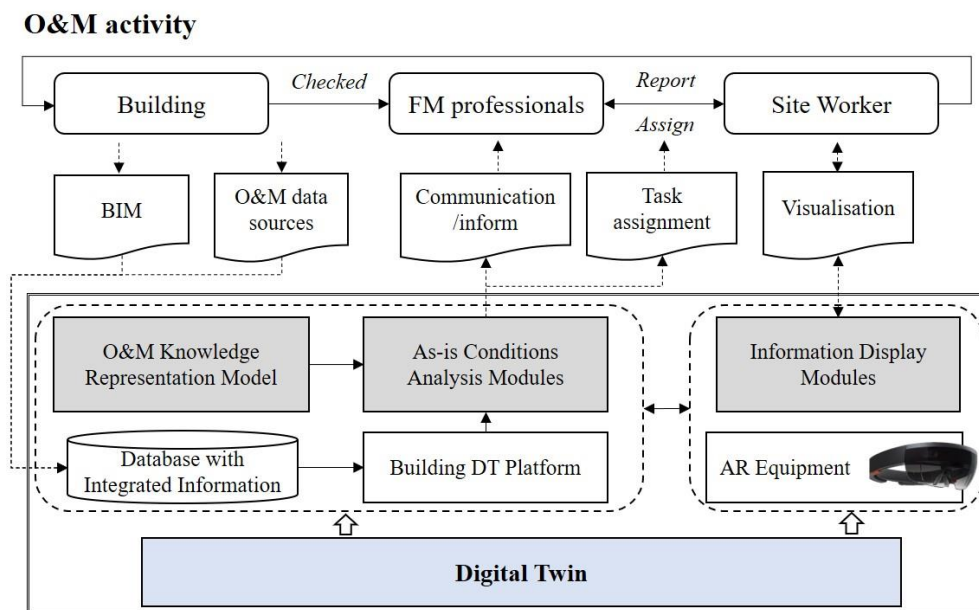 O&M activity
Building
Checked
FM professionals
Report
Assign
Site Worker
BIM
O&M data
sources
Communication
/inform
Task
assignment
Visualisation
O&M Knowledge
Representation Model
As-is Conditions
Analysis Modules
Information Display
Modules
Database with
Integrated Information
Building DT Platform
AR Equipment
Digital Twin